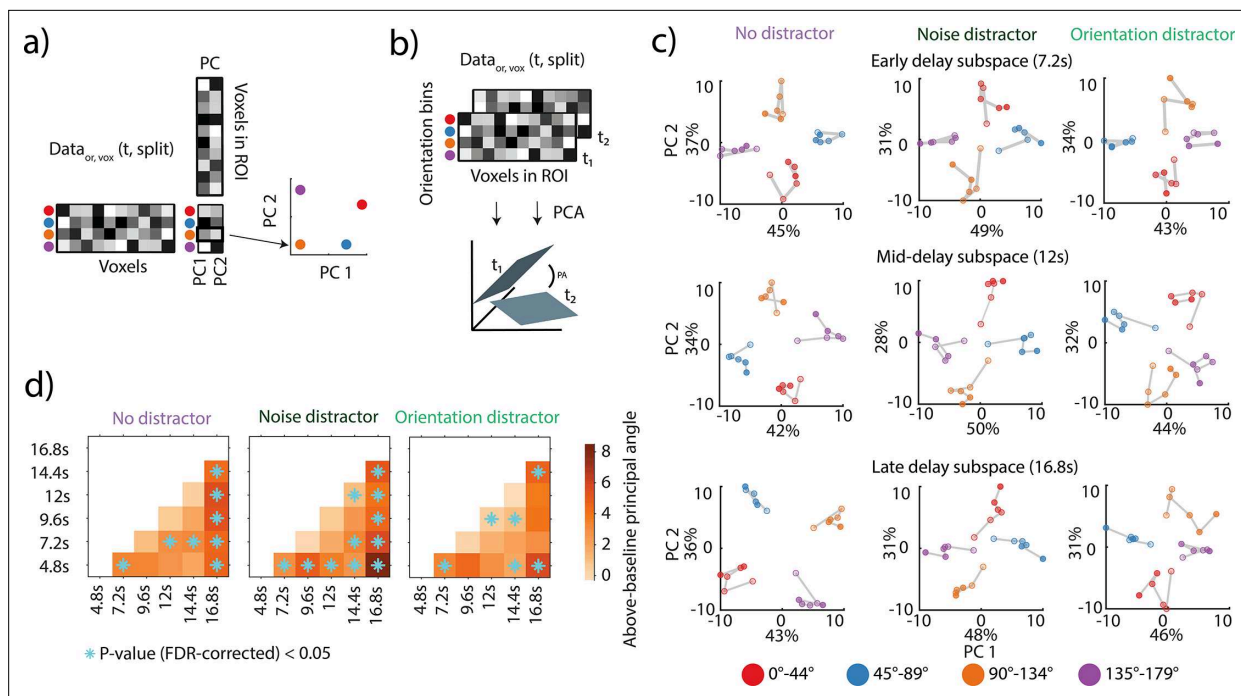 a)
PC
Voxels in ROI
Data or, vox (t, split)
PC 2
PC 1
Voxels
PC1
PC2
b)
Data or, vox (t, split)
Orientation bins
t2
t1
Voxels in ROI
PCA
t1
PA
t2
c)
No distractor
Noise distractor
Orientation distractor
Early delay subspace (7.2s)
10
PC 2
37%
0
-10
-10 0 10
45%
10
31%
0
-10
-10 0 10
49%
10
34%
0
-10
-10 0 10
43%
Mid-delay subspace (12s)
10
PC 2
34%
0
-10
-10 0 10
42%
10
28%
0
-10
-10 0 10
50%
10
32%
0
-10
-10 0 10
44%
Late delay subspace (16.8s)
10
PC 2
36%
0
-10
-10 0 10
43%
10
31%
0
-10
-10 0 10
48%
PC 1
10
31%
0
-10
-10 0 10
46%
0°-44°
45°-89°
90°-134°
135°-179°
d)
No distractor
Noise distractor
Orientation distractor
16.8s
14.4s
12s
9.6s
7.2s
4.8s
4.8s
7.2s
9.6s
12s
14.4s
16.8s
4.8s
7.2s
9.6s
12s
14.4s
16.8s
4.8s
7.2s
9.6s
12s
14.4s
16.8s
8
6
4
2
0
Above-baseline principal angle
P-value (FDR-corrected) < 0.05